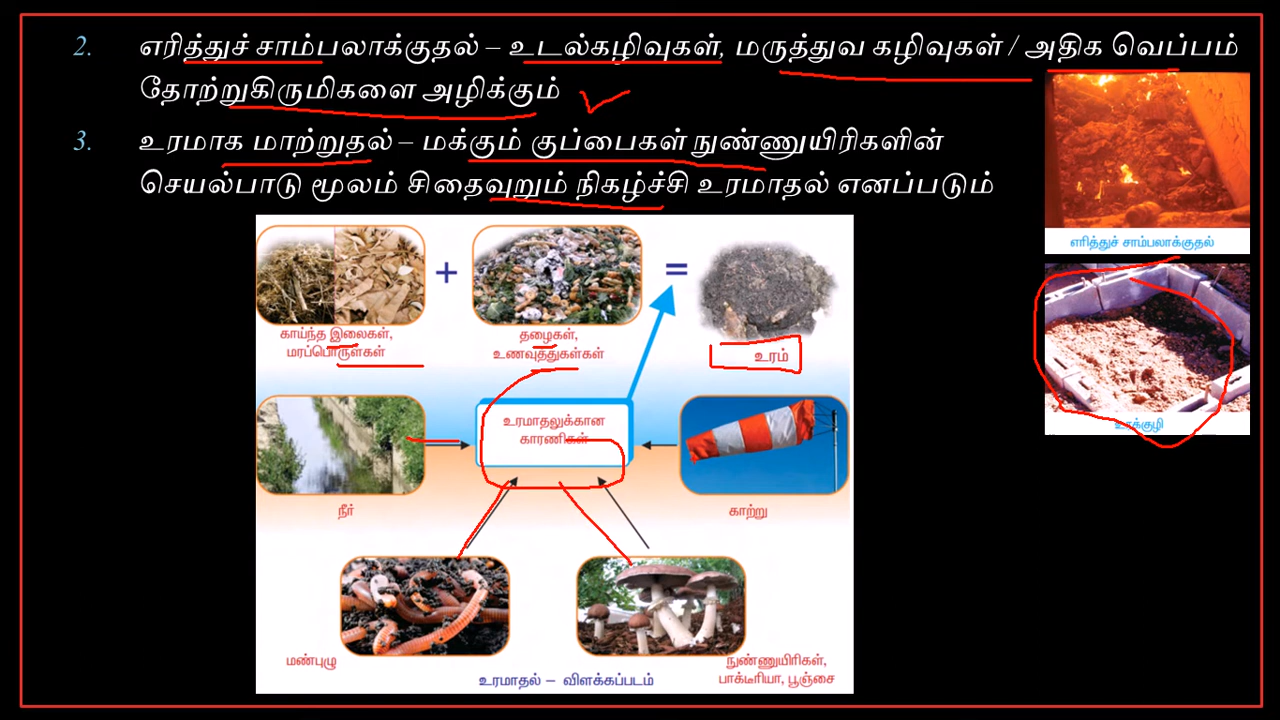 2. எரித்துச் சாம்பலாக்குதல் – உடல்கழிவுகள், மருத்துவ கழிவுகள் / அதிக வெப்பம்
தோற்றுகிருமிகளை அழிக்கும்
3. உரமாக மாற்றுதல் – மக்கும் குப்பைகள் நுண்ணுயிரிகளின்
செயல்பாடு மூலம் சிதைவுறும் நிகழ்ச்சி உரமாதல் எனப்படும்
எரித்துச் சாம்பலாக்குதல்
உரக்குழி
+
=
காய்ந்த இலைகள்,
மரப்பொருள்கள்
தழைகள்,
உணவுத்துகள்கள்
உரம்
உரமாதலுக்கான
காரணிகள்
நீர்
காற்று
மண்புழு
நுண்ணுயிரிகள்,
பாக்டீரியா, பூஞ்சை
உரமாதல் – விளக்கப்படம்